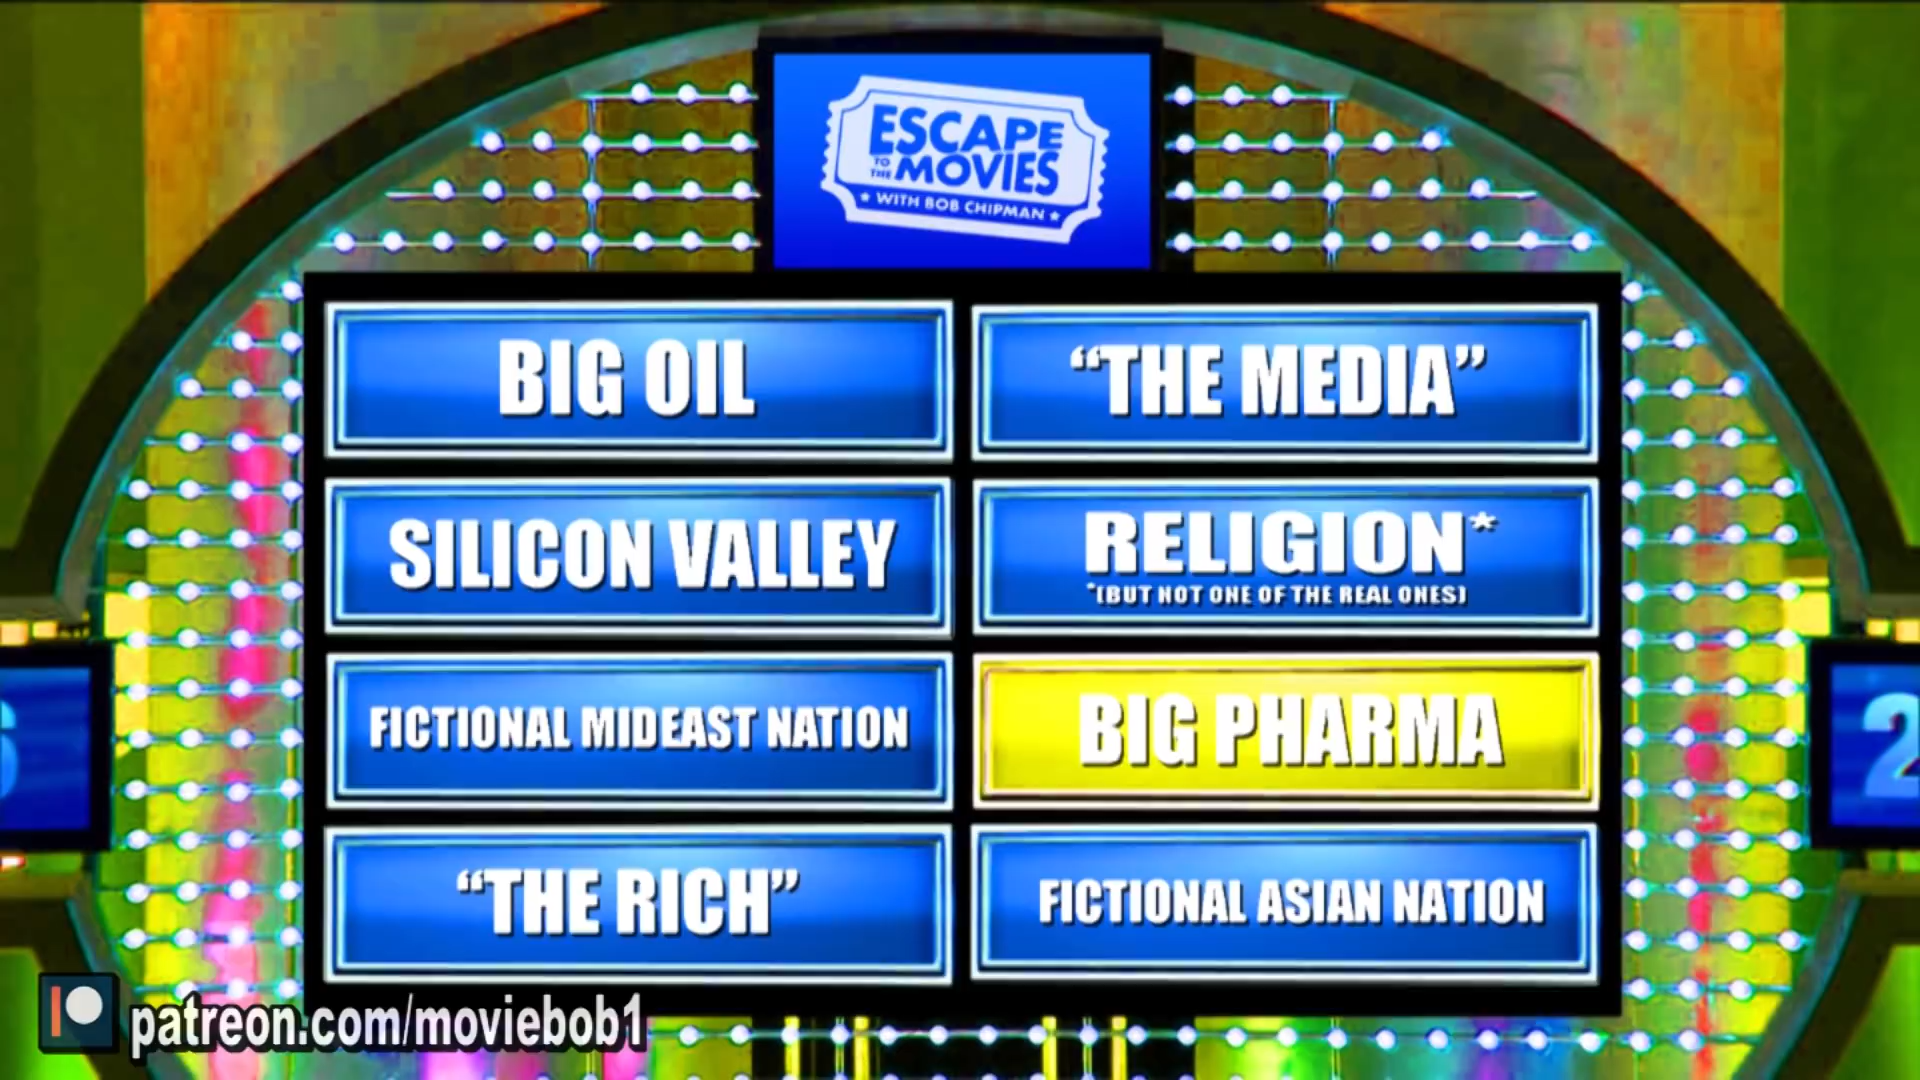 ESCAPE
TO THE MOVIES
★ WITH BOB CHIPMAN ★
BIG OIL
“THE MEDIA”
SILICON VALLEY
RELIGION*
*(BUT NOT ONE OF THE REAL ONES)
FICTIONAL MIDEAST NATION
BIG PHARMA
“THE RICH”
FICTIONAL ASIAN NATION
2
patreon.com/moviebob1